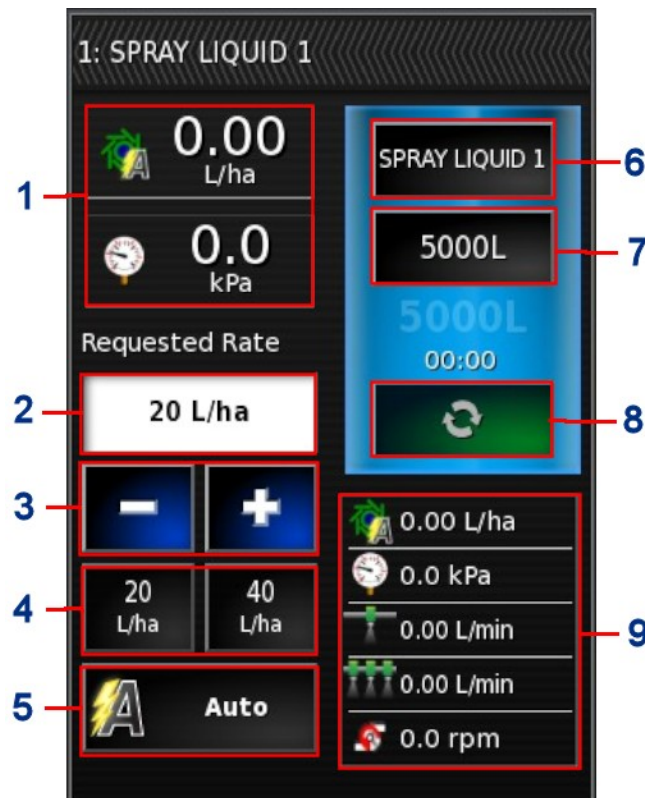 1: SPRAY LIQUID 1
0.00
L/ha
1
0.0
kPa
Requested Rate
2
20 L/ha
3
− +
4
20
L/ha
40
L/ha
5
A Auto
SPRAY LIQUID 1
6
5000L
7
5000L
00:00
8
0.00 L/ha
0.0 kPa
0.00 L/min
9
0.00 L/min
0.0 rpm